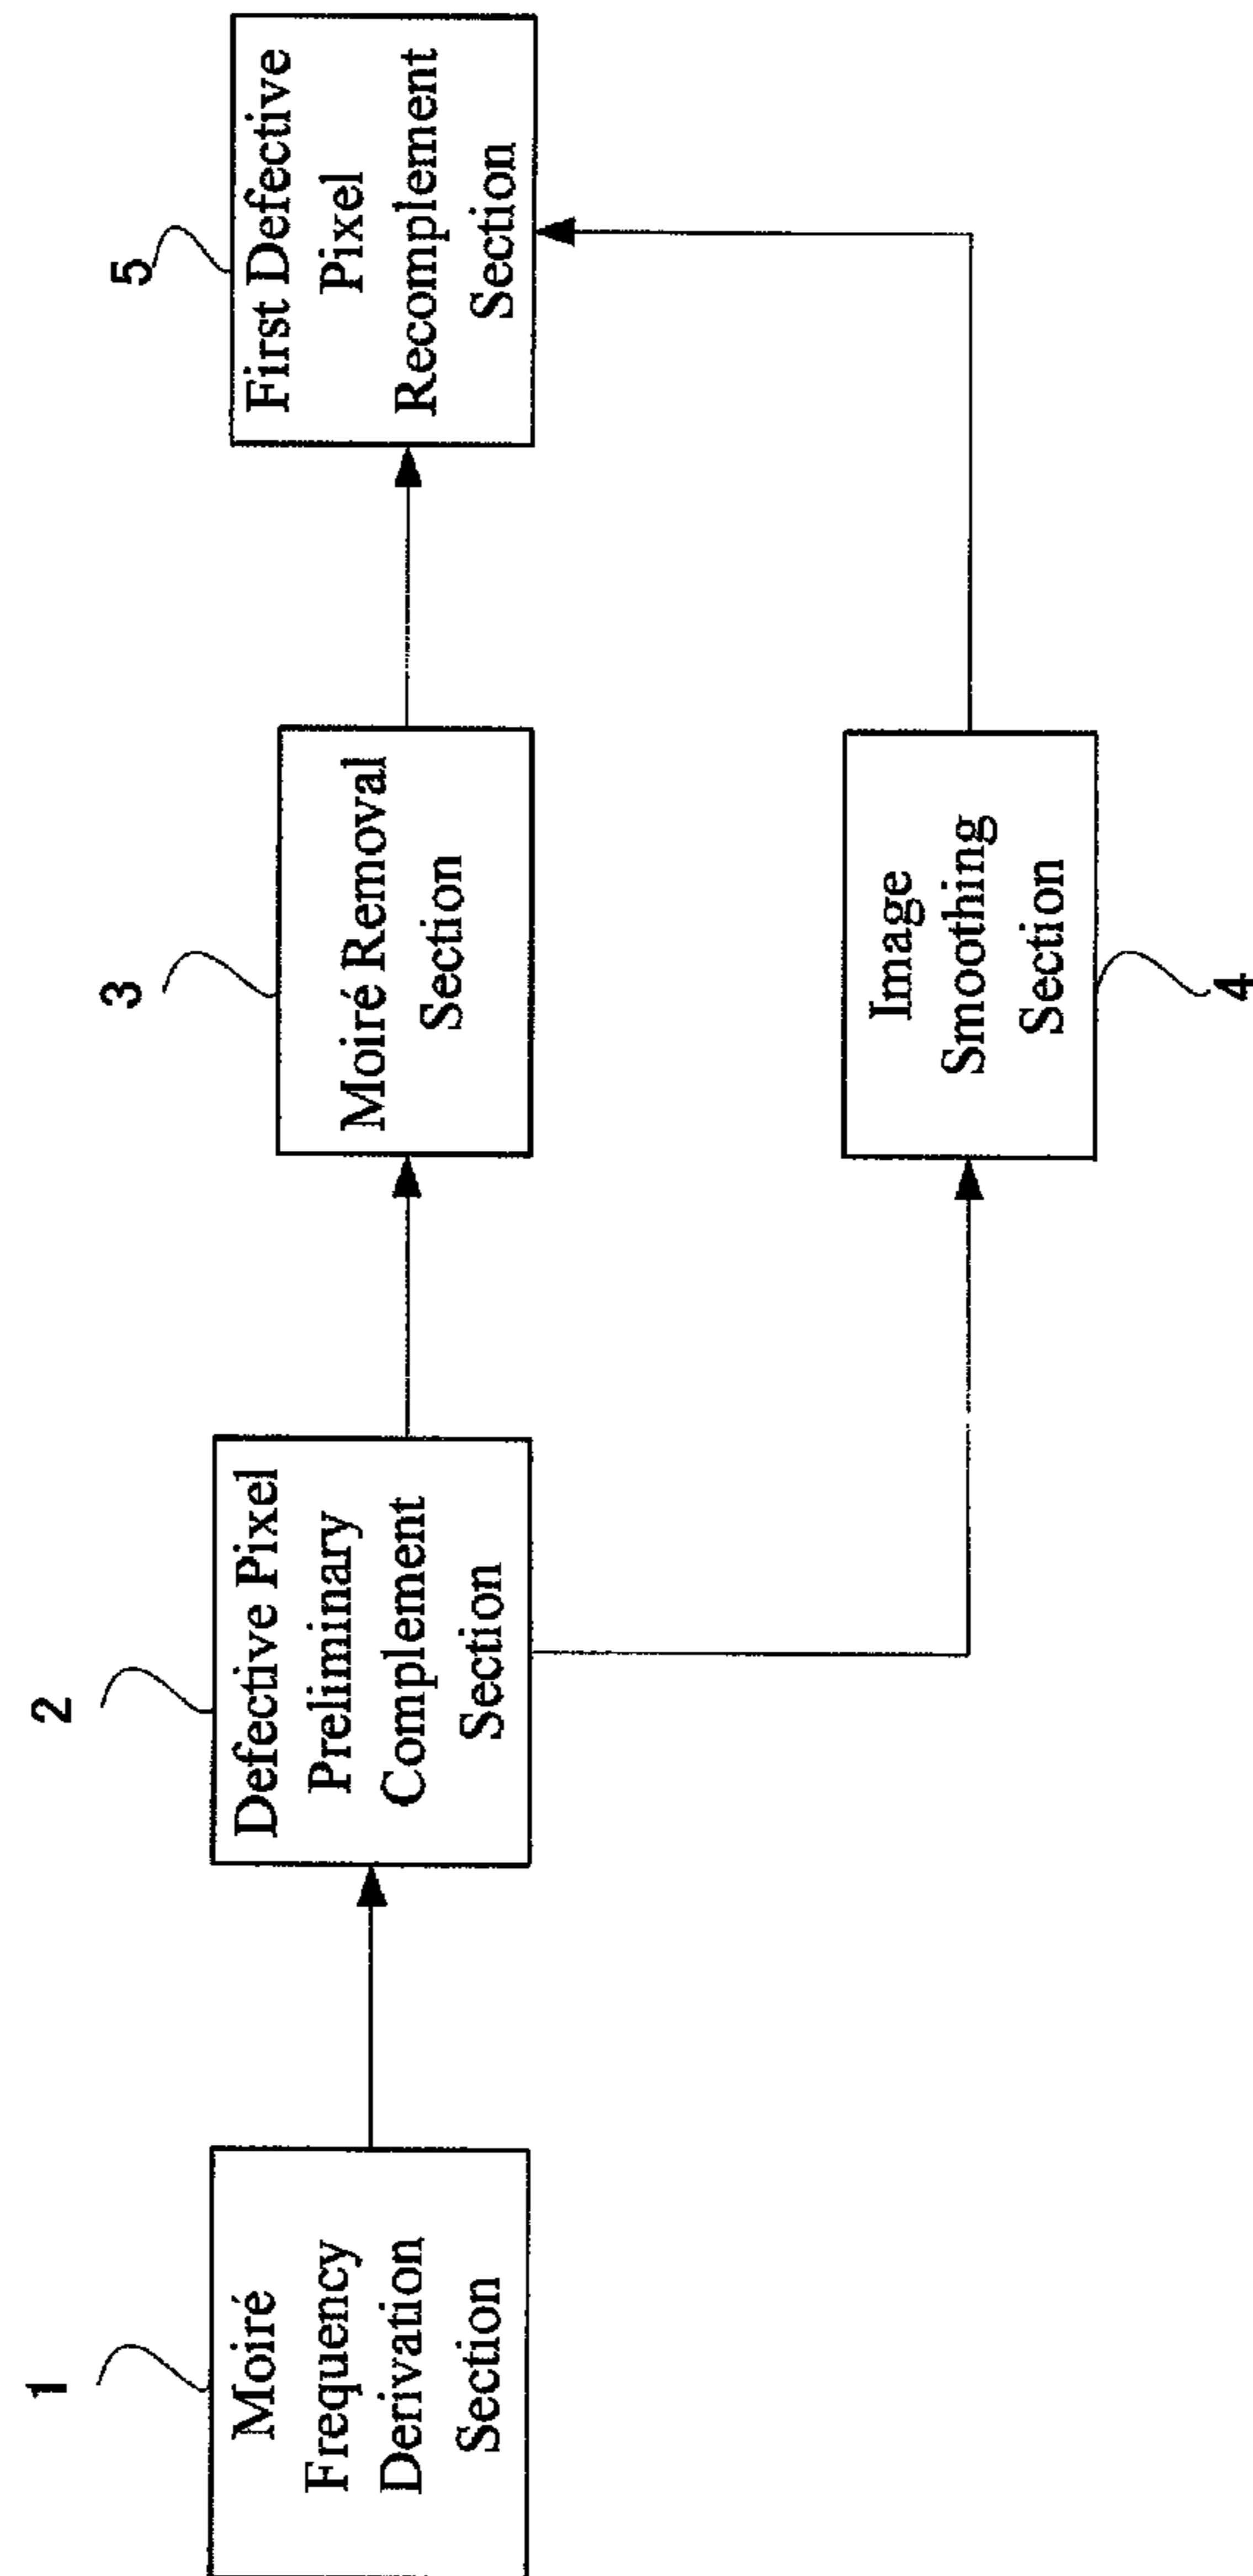 1
Moiré
Frequency
Derivation
Section
2
Defective Pixel
Preliminary
Complement
Section
3
Moiré Removal
Section
4
Image
Smoothing
Section
5
First Defective
Pixel
Recomplement
Section